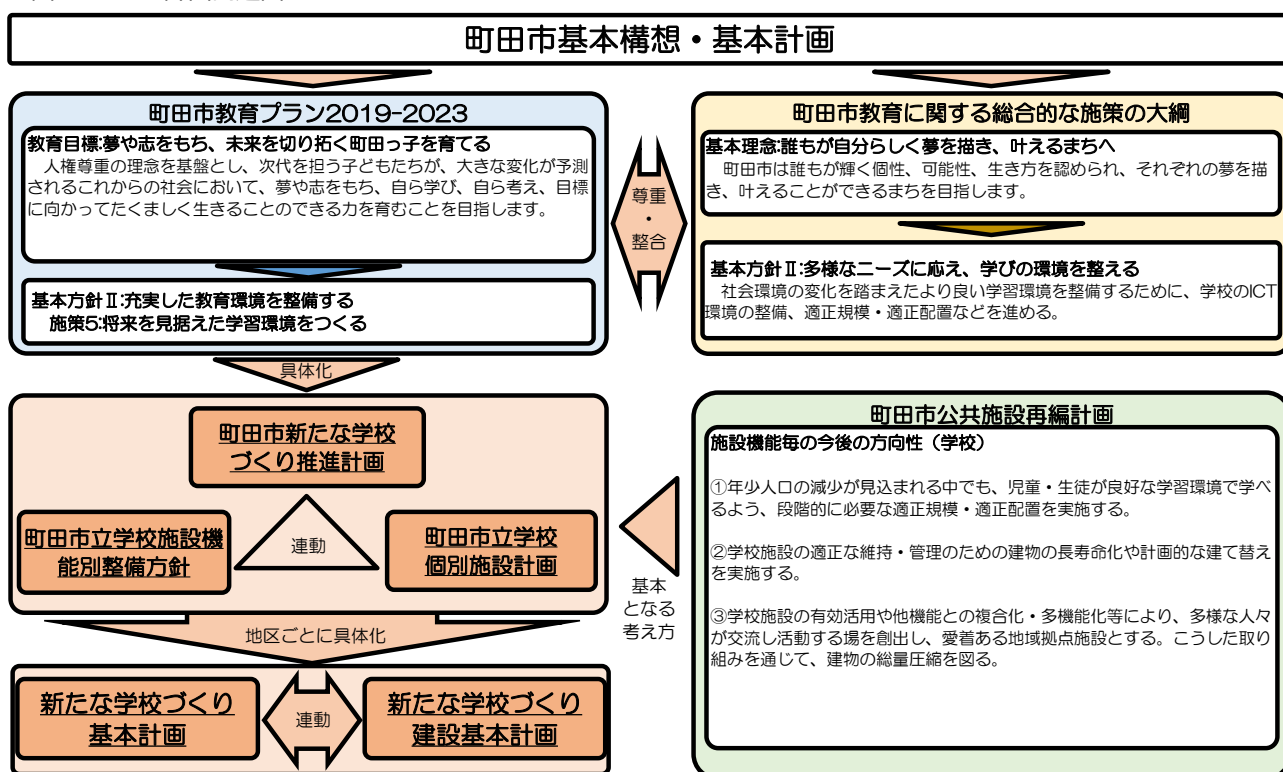 町田市基本構想・基本計画
町田市教育プラン2019-2023
教育目標:夢や志をもち、未来を切り拓く町田っ子を育てる
人権尊重の理念を基盤とし、次代を担う子どもたちが、大きな変化が予測
されるこれからの社会において、夢や志をもち、自ら学び、自ら考え、目標
に向かってたくましく生きることのできる力を育むことを目指します。
基本方針Ⅱ:充実した教育環境を整備する
施策5:将来を見据えた学習環境をつくる
尊重
・
整合
町田市教育に関する総合的な施策の大綱
基本理念:誰もが自分らしく夢を描き、叶えるまちへ
町田市は誰もが輝く個性、可能性、生き方を認められ、それぞれの夢を描
き、叶えることができるまちを目指します。
基本方針Ⅱ:多様なニーズに応え、学びの環境を整える
社会環境の変化を踏まえたより良い学習環境を整備するために、学校のICT
環境の整備、適正規模・適正配置などを進める。
具体化
町田市新たな学校
づくり推進計画
町田市立学校施設機
能別整備方針
連動
町田市立学校
個別施設計画
基本
となる
考え方
町田市公共施設再編計画
施設機能毎の今後の方向性（学校）
①年少人口の減少が見込まれる中でも、児童・生徒が良好な学習環境で学べ
るよう、段階的に必要な適正規模・適正配置を実施する。
②学校施設の適正な維持・管理のための建物の長寿命化や計画的な建て替え
を実施する。
③学校施設の有効活用や他機能との複合化・多機能化等により、多様な人々
が交流し活動する場を創出し、愛着ある地域拠点施設とする。こうした取り
組みを通じて、建物の総量圧縮を図る。
地区ごとに具体化
新たな学校づくり
基本計画
連動
新たな学校づくり
建設基本計画